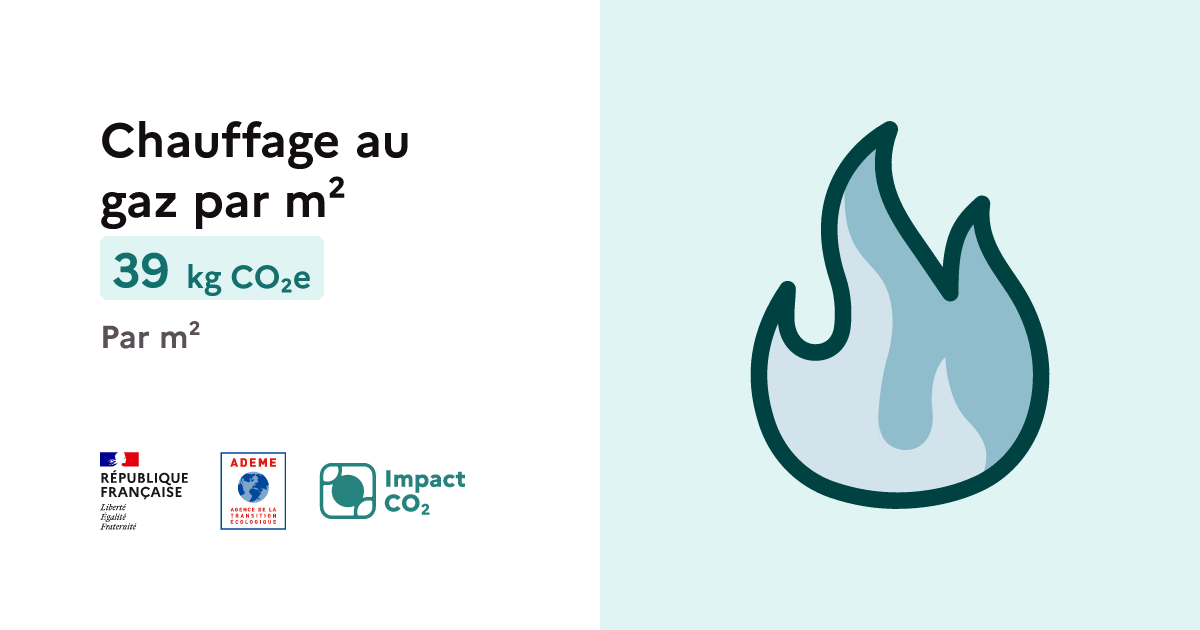 Chauffage au
gaz par m²
39 kg CO₂e
Par m²
RÉPUBLIQUE
FRANÇAISE
Liberté
Égalité
Fraternité
ADEME
AGENCE DE LA
TRANSITION
ÉCOLOGIQUE
Impact
CO₂